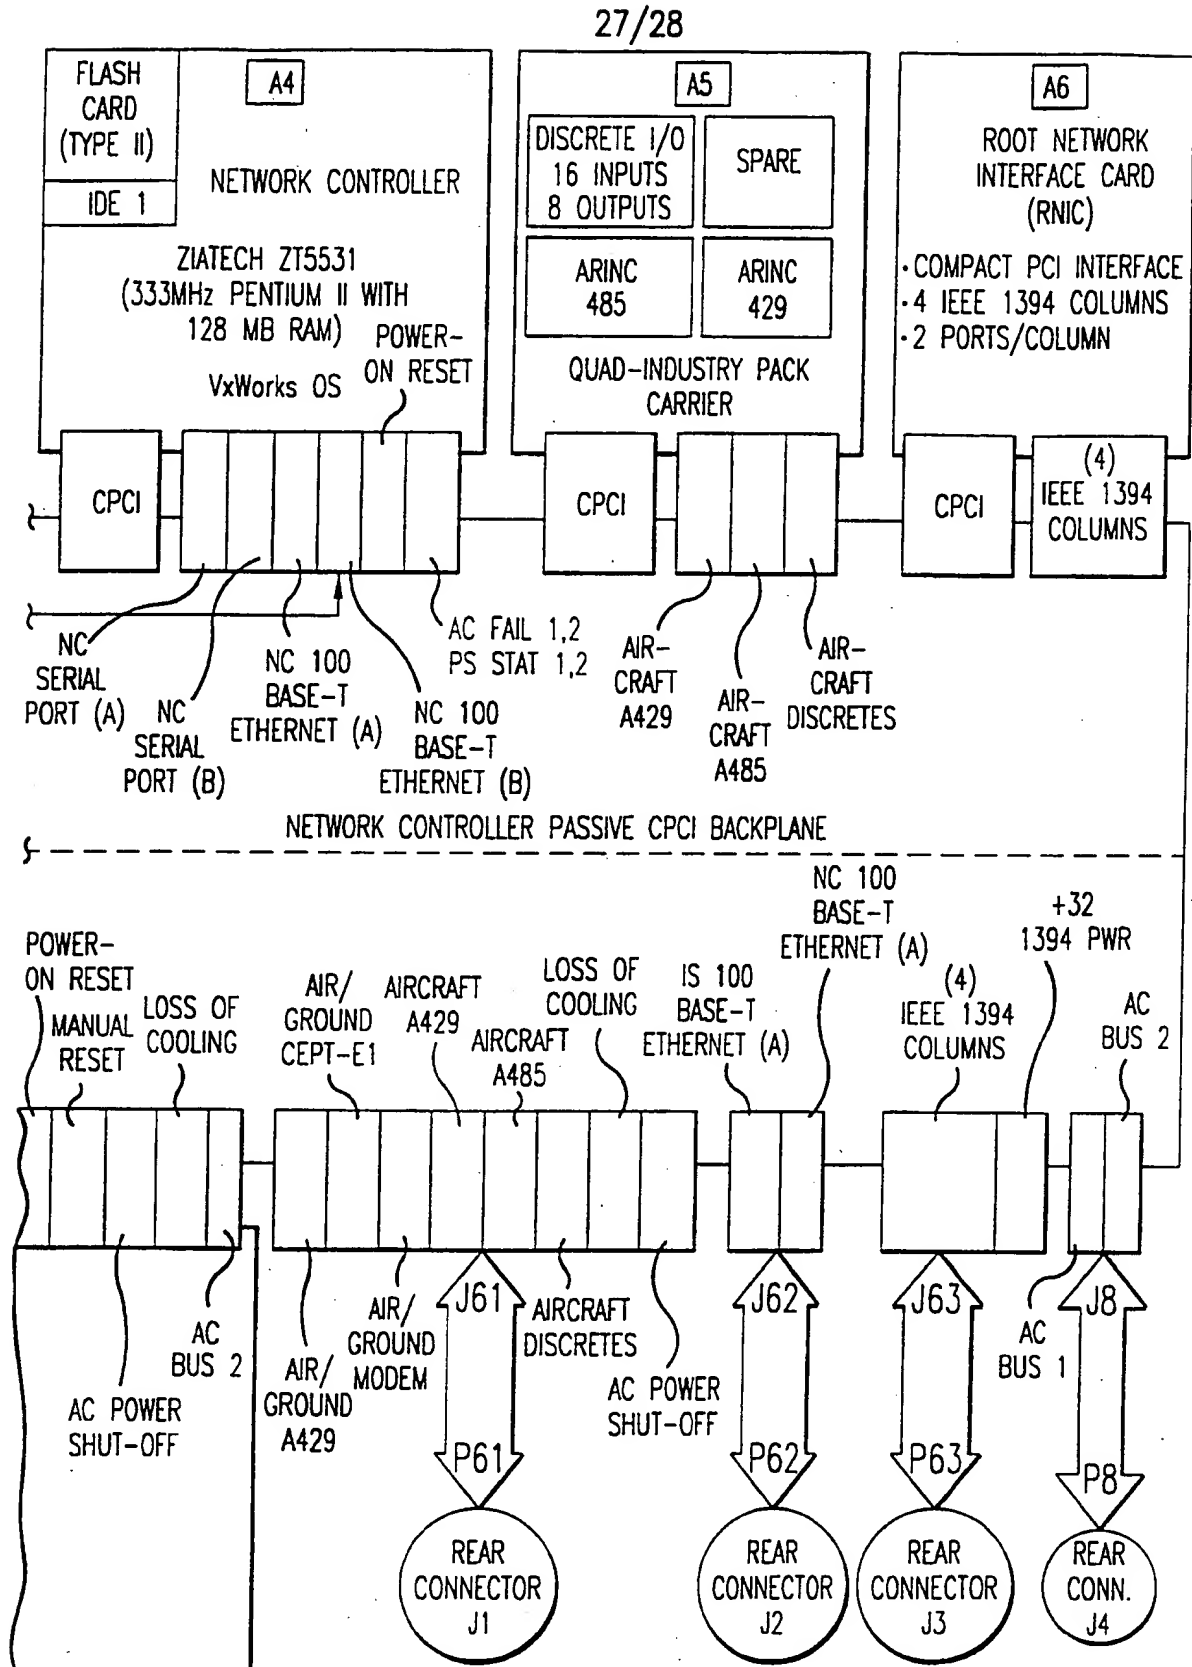 27/28
FLASH
CARD
(TYPE II)
IDE 1
A4
NETWORK CONTROLLER
ZIATECH ZT5531
(333MHz PENTIUM II WITH
128 MB RAM)
VxWorks OS
POWER-
ON RESET
A5
DISCRETE I/O
16 INPUTS
8 OUTPUTS
SPARE
ARINC
485
ARINC
429
QUAD-INDUSTRY PACK
CARRIER
A6
ROOT NETWORK
INTERFACE CARD
(RNIC)
·COMPACT PCI INTERFACE
·4 IEEE 1394 COLUMNS
·2 PORTS/COLUMN
CPCI
CPCI
CPCI
(4)
IEEE 1394
COLUMNS
NC
SERIAL
PORT (A)
NC
SERIAL
PORT (B)
NC 100
BASE-T
ETHERNET (A)
NC 100
BASE-T
ETHERNET (B)
AC FAIL 1,2
PS STAT 1,2
AIR-
CRAFT
A429
AIR-
CRAFT
A485
AIR-
CRAFT
DISCRETES
NETWORK CONTROLLER PASSIVE CPCI BACKPLANE
POWER-
ON RESET
MANUAL
RESET
LOSS OF
COOLING
AIR/
GROUND
CEPT-E1
AIRCRAFT
A429
AIRCRAFT
A485
LOSS OF
COOLING
IS 100
BASE-T
ETHERNET (A)
NC 100
BASE-T
ETHERNET (A)
(4)
IEEE 1394
COLUMNS
+32
1394 PWR
AC
BUS 2
AC POWER
SHUT-OFF
AC
BUS 2
AIR/
GROUND
A429
AIR/
GROUND
MODEM
AIRCRAFT
DISCRETES
AC POWER
SHUT-OFF
AC
BUS 1
J61
P61
J62
P62
J63
P63
J8
P8
REAR
CONNECTOR
J1
REAR
CONNECTOR
J2
REAR
CONNECTOR
J3
REAR
CONN.
J4